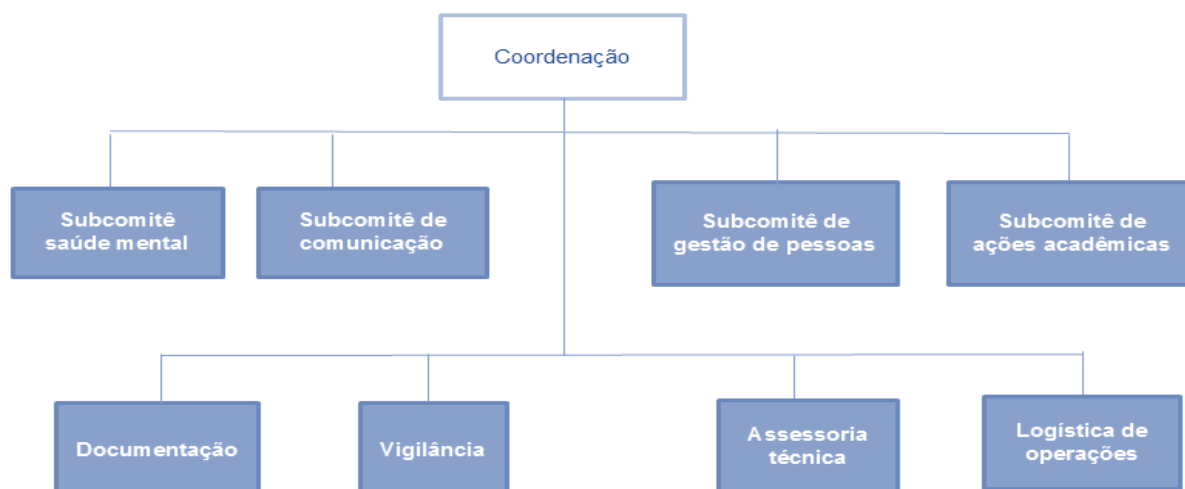 Coordenação
Subcomitê
saúde mental
Subcomitê de
comunicação
Subcomitê de
gestão de pessoas
Subcomitê de
ações acadêmicas
Documentação
Vigilância
Assessoria
técnica
Logística de
operações